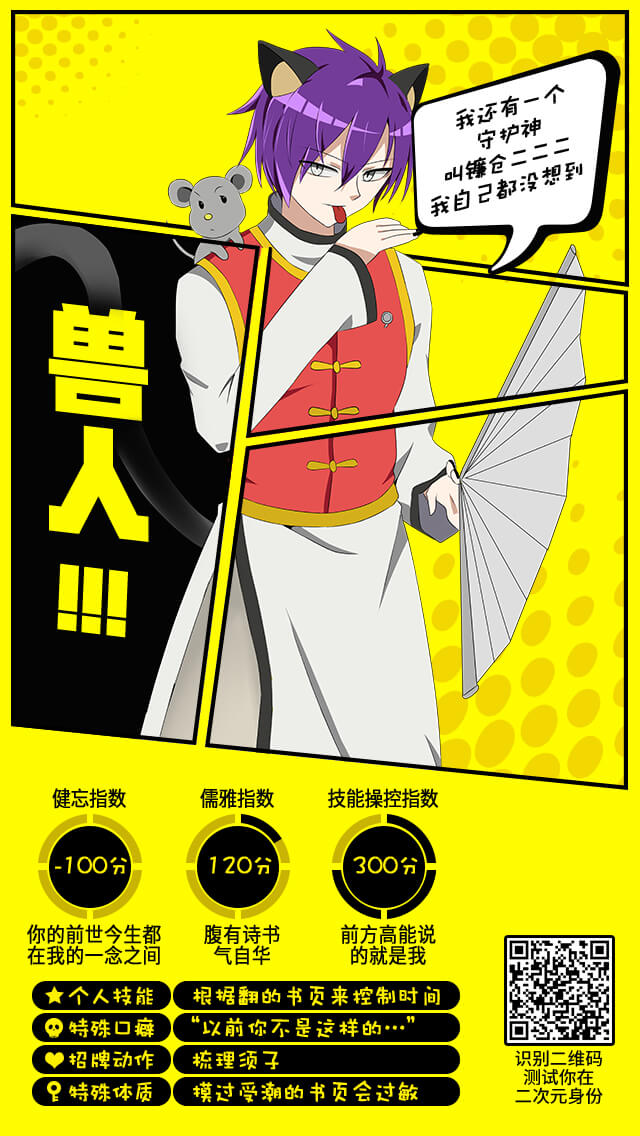 我还有一个
守护神
叫镰仓二二二
我自己都没想到
兽人!!!
健忘指数
儒雅指数
技能操控指数
-100分
120分
300分
你的前世今生都
在我的一念之间
腹有诗书
气自华
前方高能说
的就是我
个人技能 根据翻的书页来控制时间
特殊口癖 “以前你不是这样的…”
招牌动作 梳理须子
特殊体质 摸过受潮的书页会过敏
识别二维码
测试你在
二次元身份